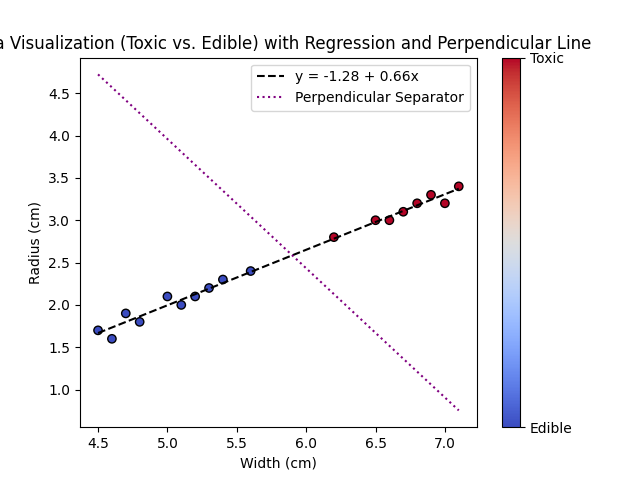 a Visualization (Toxic vs. Edible) with Regression and Perpendicular Line
y = -1.28 + 0.66x
Perpendicular Separator
Toxic
Edible
4.5
4.0
3.5
3.0
2.5
2.0
1.5
1.0
Radius (cm)
4.5 5.0 5.5 6.0 6.5 7.0
Width (cm)